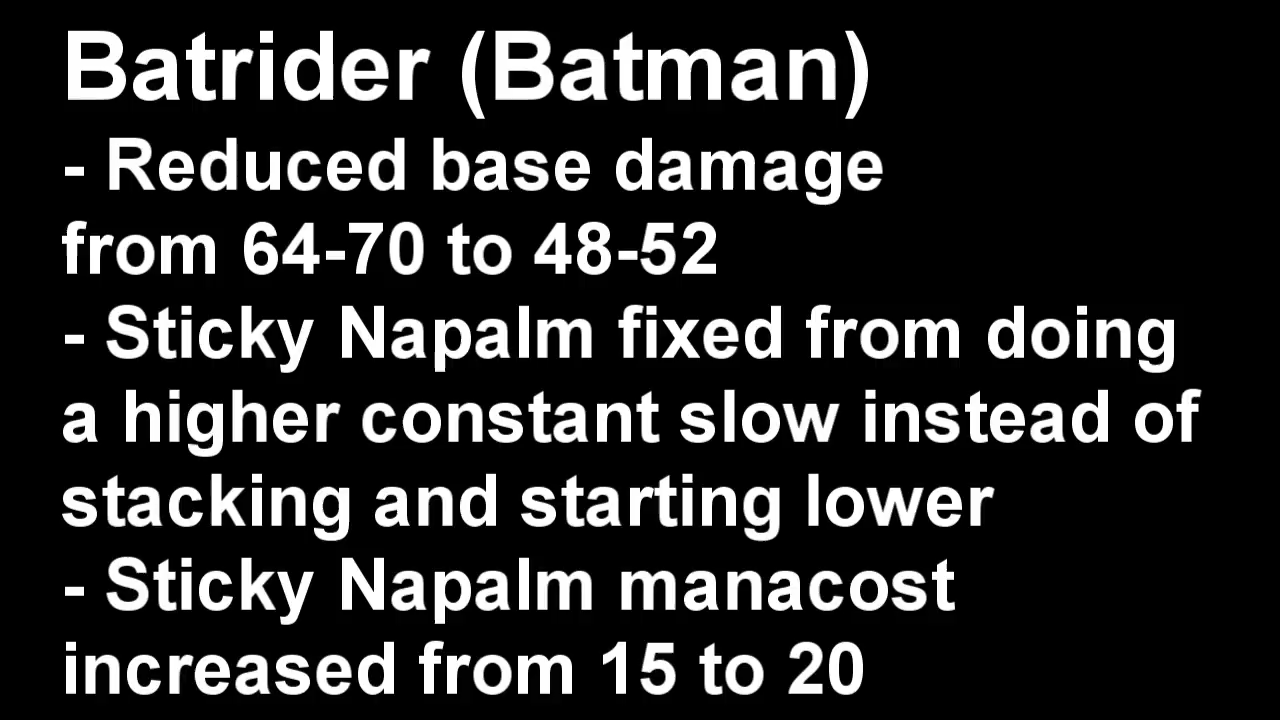 Batrider (Batman)
- Reduced base damage
from 64-70 to 48-52
- Sticky Napalm fixed from doing
a higher constant slow instead of
stacking and starting lower
- Sticky Napalm manacost
increased from 15 to 20